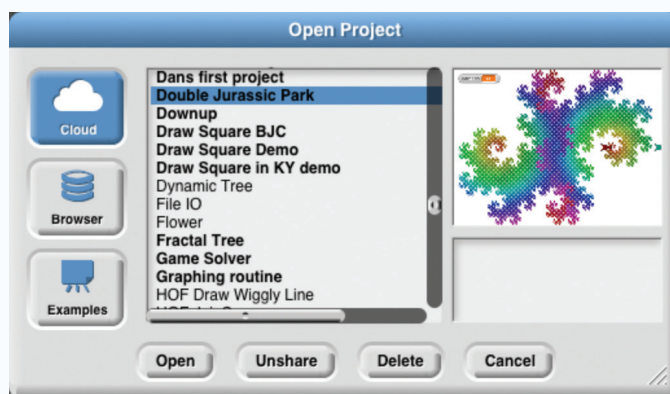 Open Project
Cloud
Browser
Examples
Dans first project
Double Jurassic Park
Downup
Draw Square BJC
Draw Square Demo
Draw Square in KY demo
Dynamic Tree
File IO
Flower
Fractal Tree
Game Solver
Graphing routine
HOF Draw Wiggly Line
Open
Unshare
Delete
Cancel